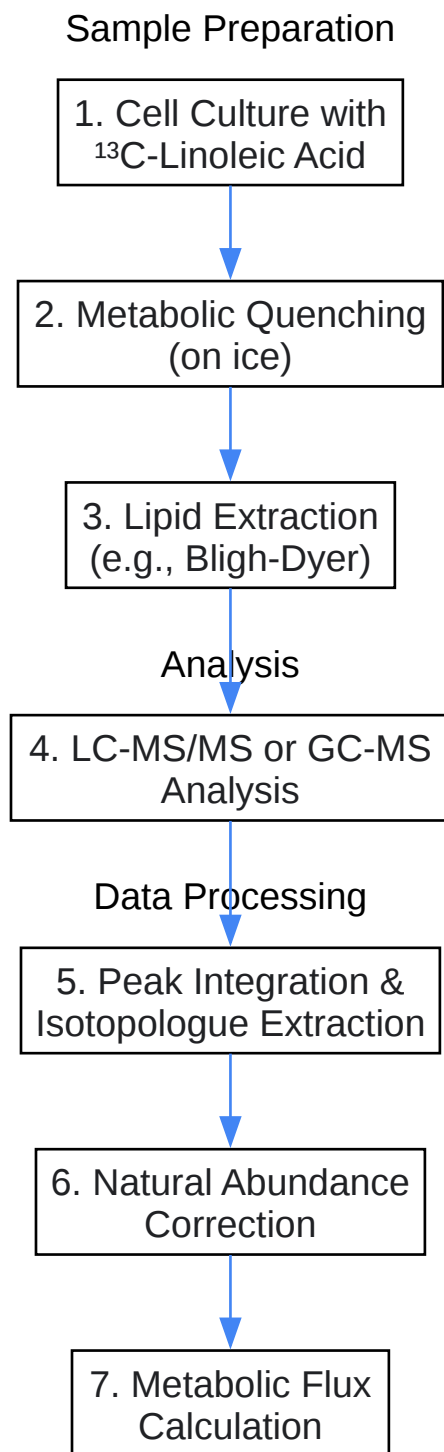 Sample Preparation
1. Cell Culture with
¹³C-Linoleic Acid
2. Metabolic Quenching
(on ice)
3. Lipid Extraction
(e.g., Bligh-Dyer)
Analysis
4. LC-MS/MS or GC-MS
Analysis
Data Processing
5. Peak Integration &
Isotopologue Extraction
6. Natural Abundance
Correction
7. Metabolic Flux
Calculation